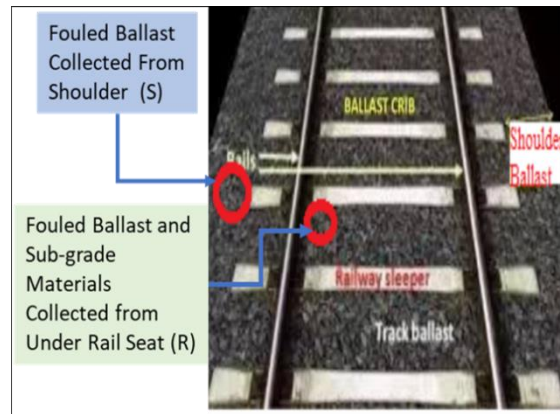 Fouled Ballast
Collected From
Shoulder (S)
BALLAST CRIB
Shoulder
Ballast
Rails
Fouled Ballast and
Sub-grade
Materials
Collected from
Under Rail Seat (R)
Railway sleeper
Track ballast